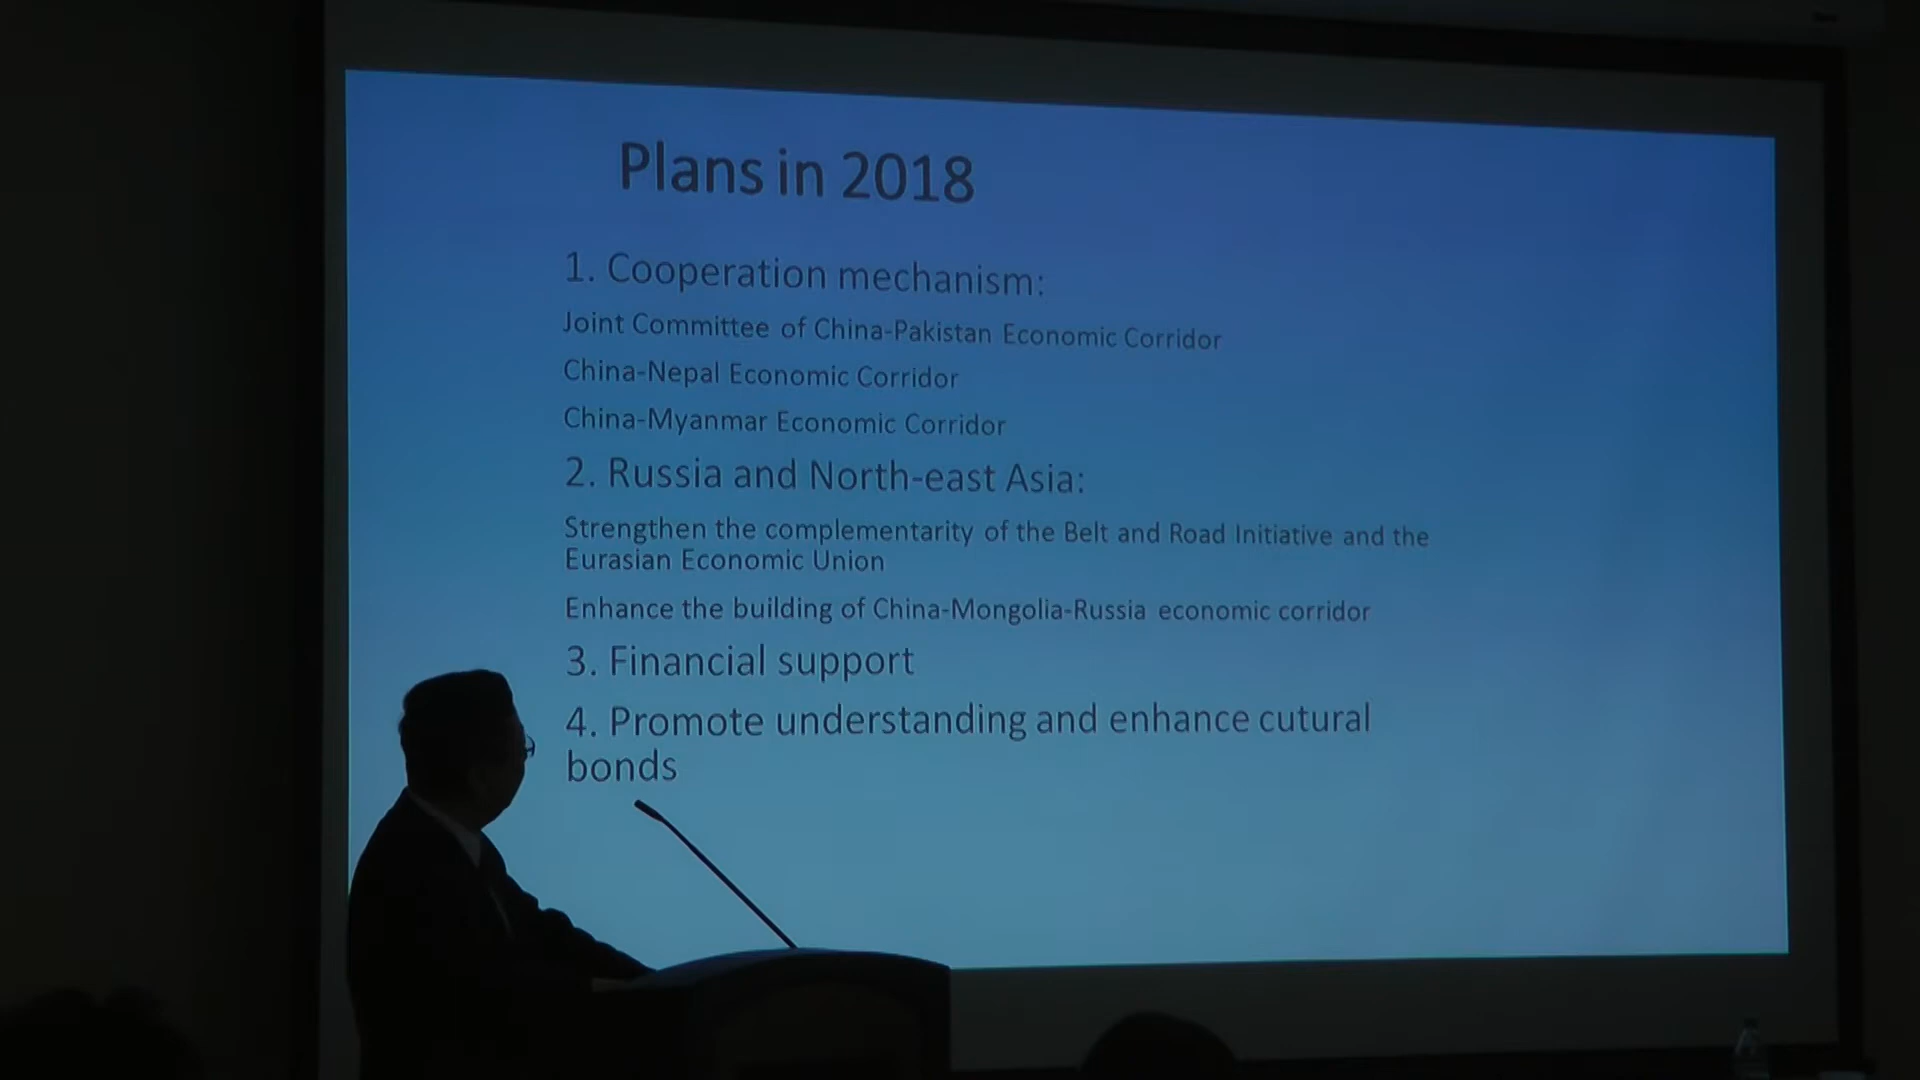 Plans in 2018
1. Cooperation mechanism:
Joint Committee of China-Pakistan Economic Corridor
China-Nepal Economic Corridor
China-Myanmar Economic Corridor
2. Russia and North-east Asia:
Strengthen the complementarity of the Belt and Road Initiative and the
Eurasian Economic Union
Enhance the building of China-Mongolia-Russia economic corridor
3. Financial support
4. Promote understanding and enhance cutural
bonds